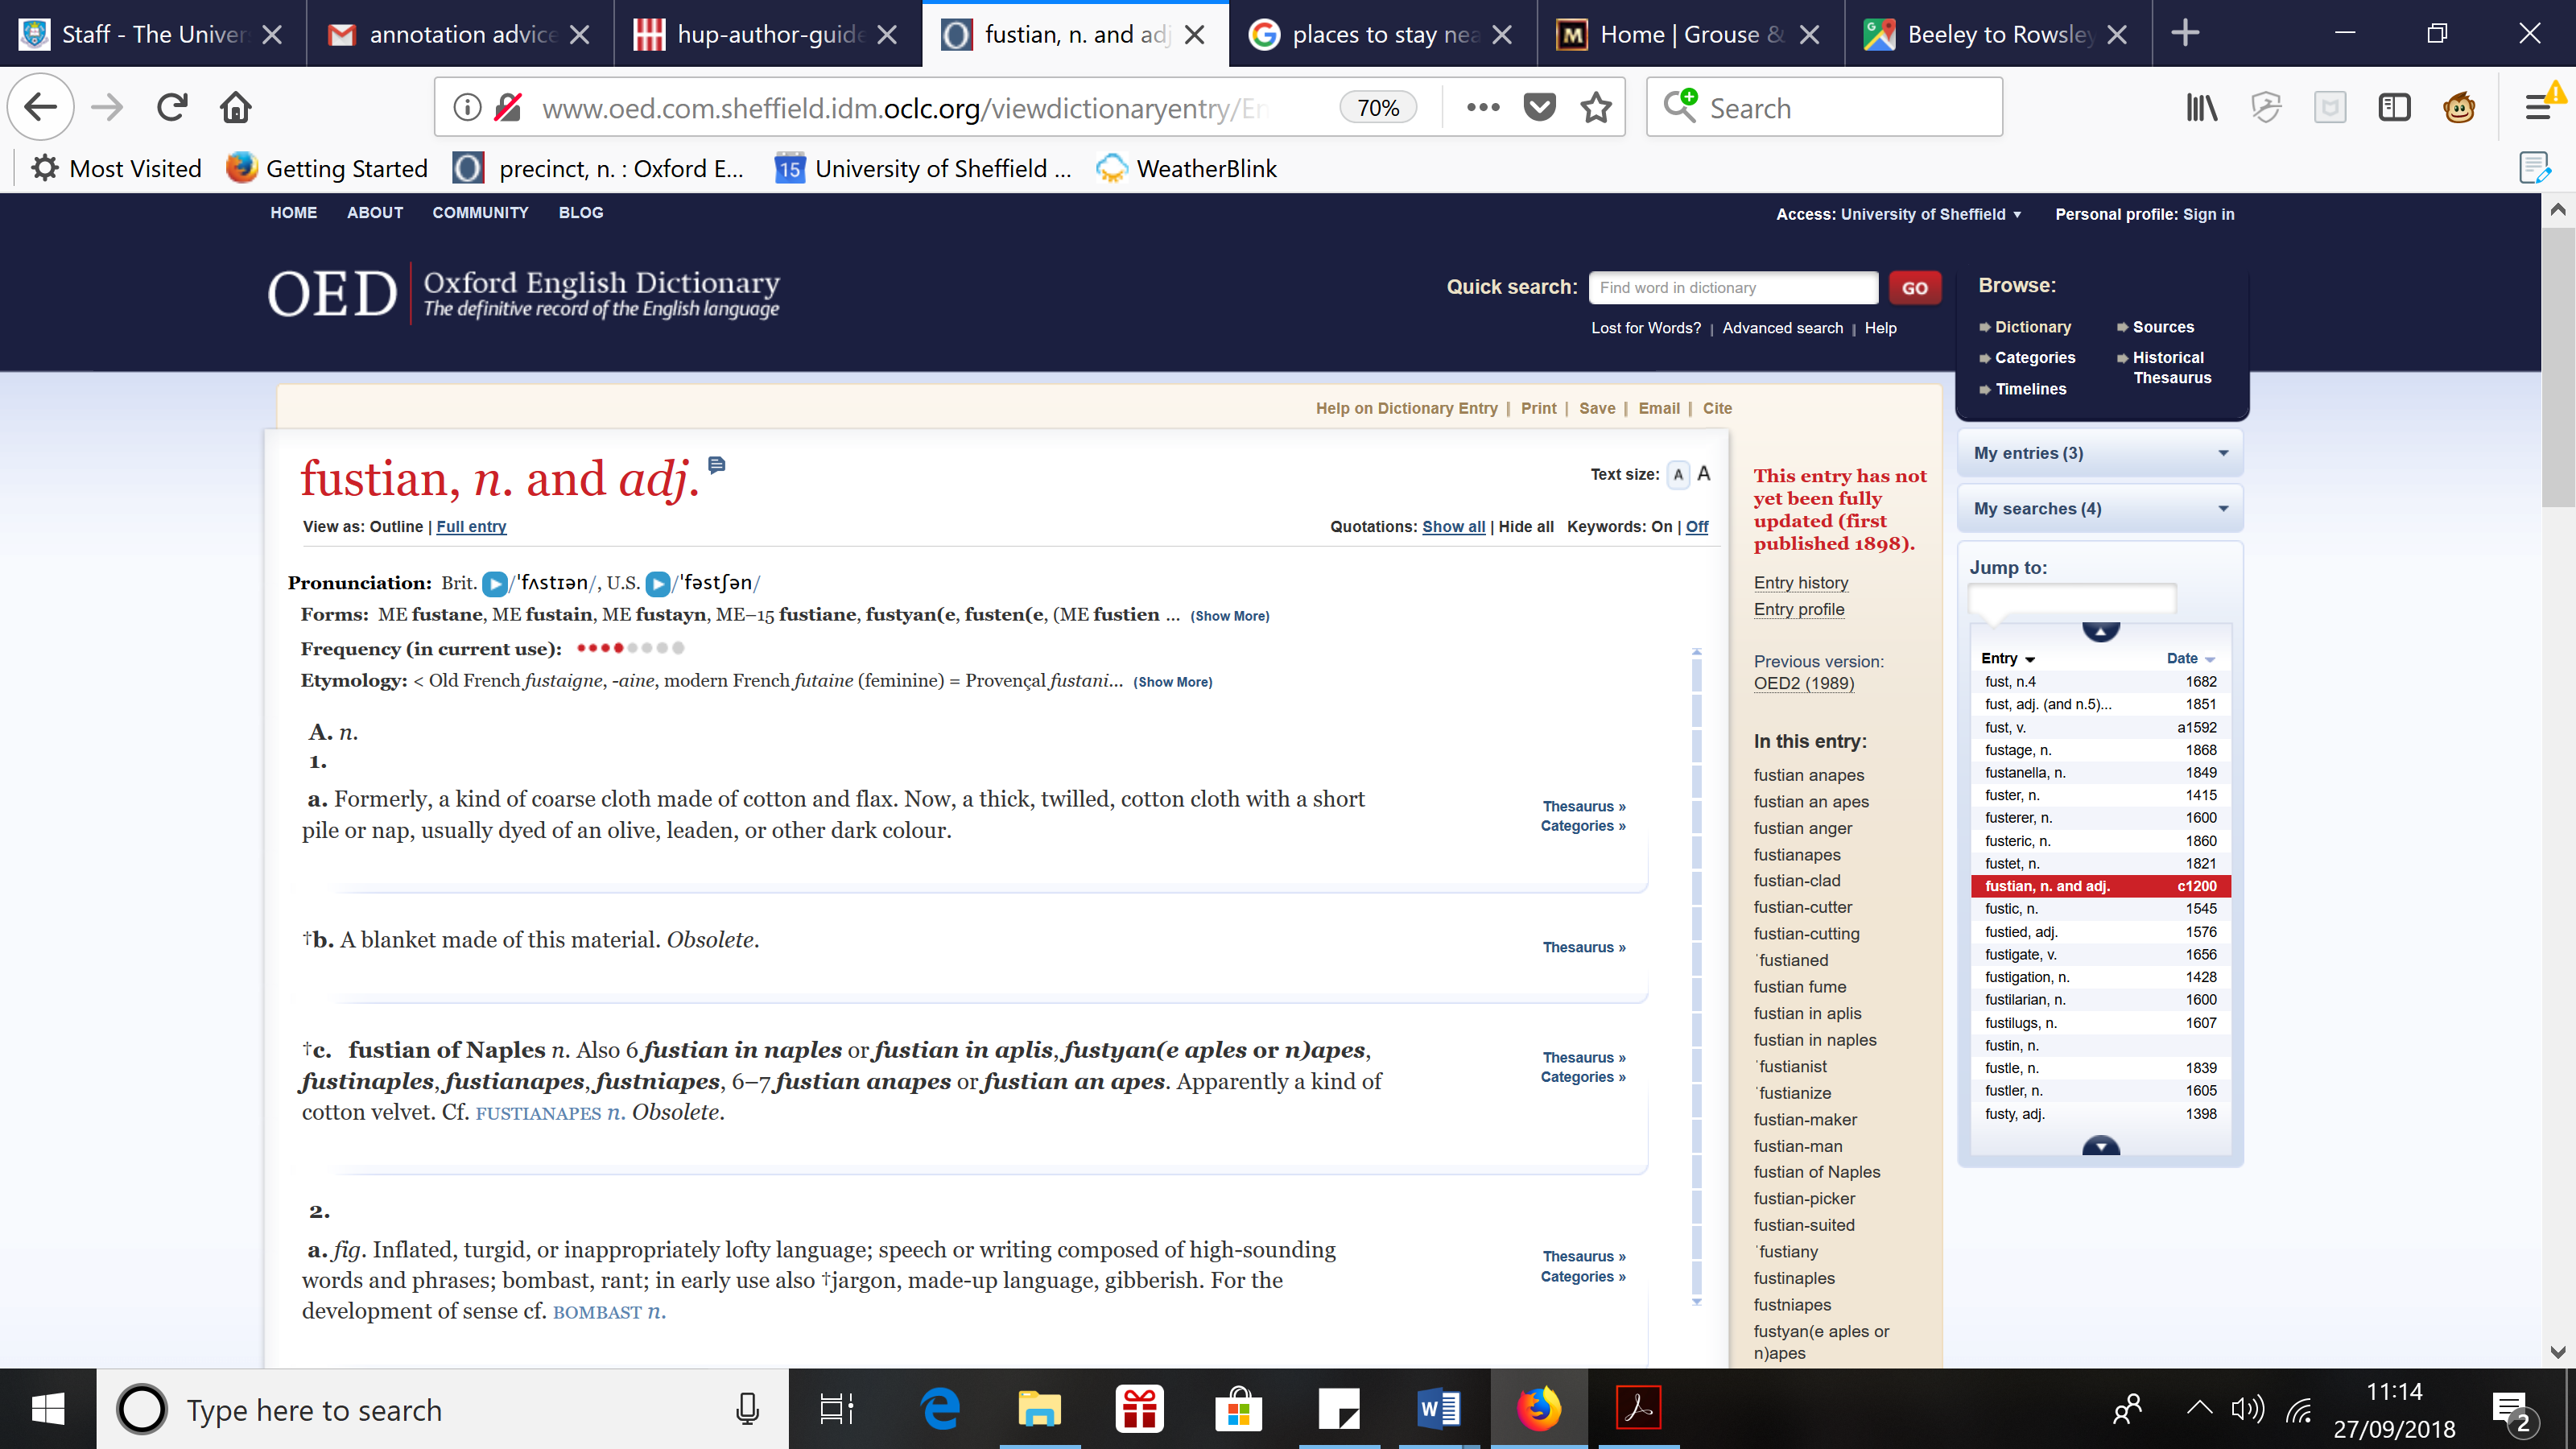 Staff - The Univer
annotation advice
hup-author-guide
fustian, n. and adj
places to stay nea
Home | Grouse &
Beeley to Rowsley
www.oed.com.sheffield.idm.oclc.org/viewdictionaryentry/En
70%
Search
Most Visited
Getting Started
precinct, n. : Oxford E...
15
University of Sheffield ...
WeatherBlink
HOME ABOUT COMMUNITY BLOG
Access: University of Sheffield
Personal profile: Sign in
OED
Oxford English Dictionary
The definitive record of the English language
Quick search:
Find word in dictionary
GO
Lost for Words? | Advanced search | Help
Browse:
Dictionary
Sources
Categories
Historical
Thesaurus
Timelines
Help on Dictionary Entry | Print | Save | Email | Cite
fustian, n. and adj.
Text size: A A
View as: Outline | Full entry
Quotations: Show all | Hide all Keywords: On | Off
Pronunciation: Brit. /ˈfʌstɪən/, U.S. /ˈfəstʃən/
Forms: ME fustane, ME fustain, ME fustayn, ME–15 fustiane, fustyan(e, fusten(e, (ME fustien ... (Show More)
Frequency (in current use):
Etymology: < Old French fustaigne, -aine, modern French futaine (feminine) = Provençal fustani... (Show More)
A. n.
1.
a. Formerly, a kind of coarse cloth made of cotton and flax. Now, a thick, twilled, cotton cloth with a short
pile or nap, usually dyed of an olive, leaden, or other dark colour.
Thesaurus »
Categories »
†b. A blanket made of this material. Obsolete.
Thesaurus »
†c. fustian of Naples n. Also 6 fustian in naples or fustian in aplis, fustyan(e aples or n)apes,
fustinaples, fustianapes, fustniapes, 6–7 fustian anapes or fustian an apes. Apparently a kind of
cotton velvet. Cf. FUSTIANAPES n. Obsolete.
Thesaurus »
Categories »
2.
a. fig. Inflated, turgid, or inappropriately lofty language; speech or writing composed of high-sounding
words and phrases; bombast, rant; in early use also †jargon, made-up language, gibberish. For the
development of sense cf. BOMBAST n.
Thesaurus »
Categories »
This entry has not
yet been fully
updated (first
published 1898).
Entry history
Entry profile
Previous version:
OED2 (1989)
In this entry:
fustian anapes
fustian an apes
fustian anger
fustianapes
fustian-clad
fustian-cutter
fustian-cutting
ˈfustianed
fustian fume
fustian in aplis
fustian in naples
ˈfustianist
ˈfustianize
fustian-maker
fustian-man
fustian of Naples
fustian-picker
fustian-suited
ˈfustiany
fustinaples
fustniapes
fustyan(e aples or
n)apes
My entries (3)
My searches (4)
Jump to:
Entry Date
fust, n.4 1682
fust, adj. (and n.5)... 1851
fust, v. a1592
fustage, n. 1868
fustanella, n. 1849
fuster, n. 1415
fusterer, n. 1600
fusteric, n. 1860
fustet, n. 1821
fustian, n. and adj. c1200
fustic, n. 1545
fustied, adj. 1576
fustigate, v. 1656
fustigation, n. 1428
fustilarian, n. 1600
fustilugs, n. 1607
fustin, n.
fustle, n. 1839
fustler, n. 1605
fusty, adj. 1398
Type here to search
11:14
27/09/2018
2